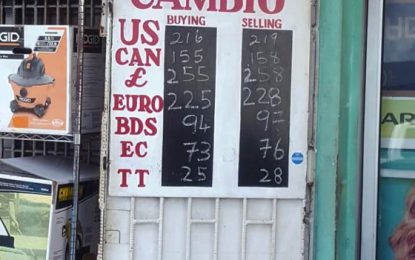 CAMBIO
BUYING SELLING
US 216 219
CAN 155 158
£ 255 258
EURO 225 228
BDS 94 97
EC 73 76
TT 25 28
RIDGID